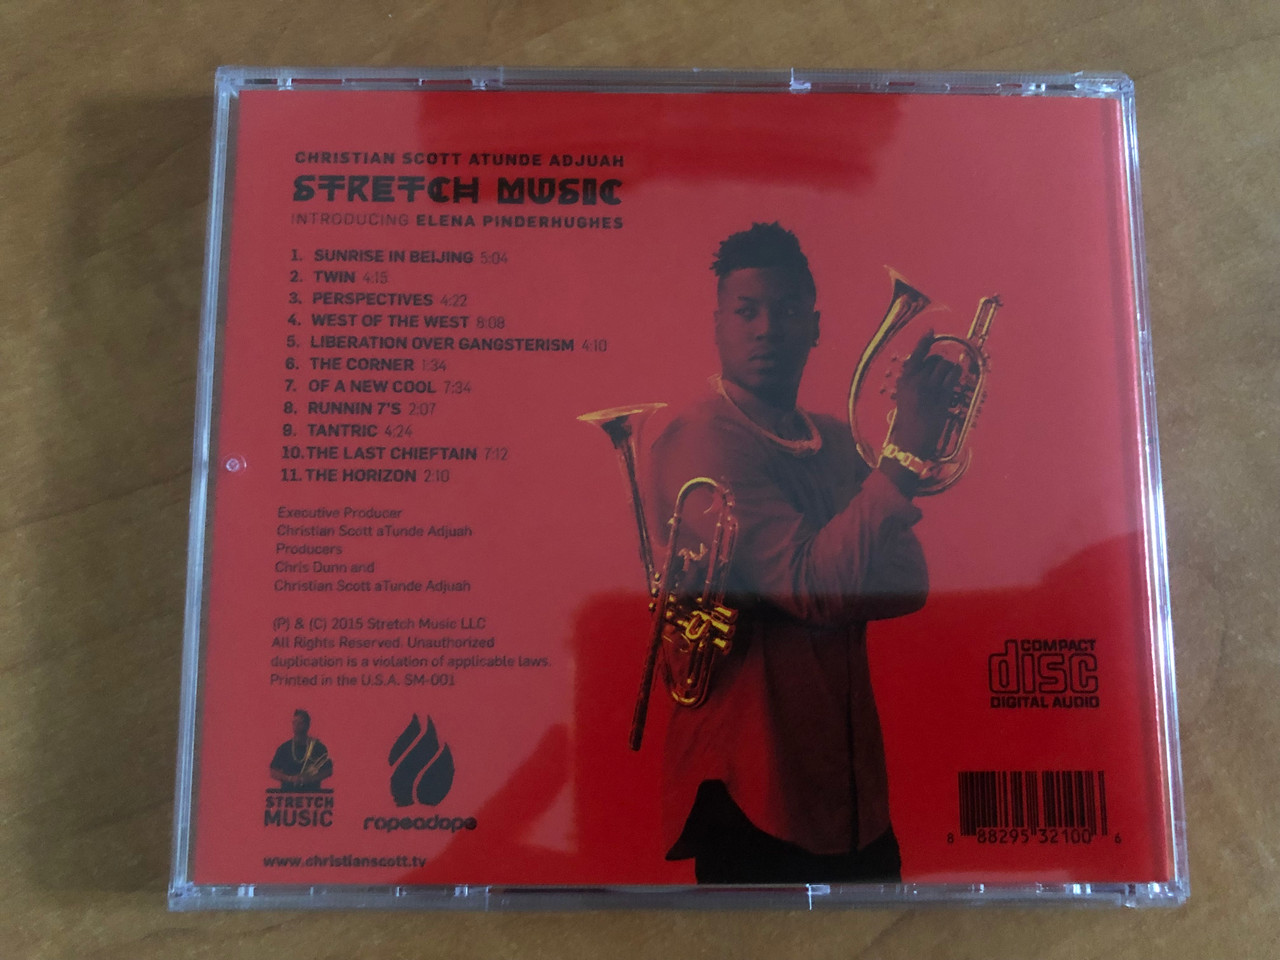 CHRISTIAN SCOTT ATUNDE ADJUAH
STRETCH MUSIC
INTRODUCING ELENA PINDERHUGHES
1. SUNRISE IN BEIJING 5:04
2. TWIN 4:15
3. PERSPECTIVES 4:22
4. WEST OF THE WEST 8:08
5. LIBERATION OVER GANGSTERISM 4:10
6. THE CORNER 1:34
7. OF A NEW COOL 7:34
8. RUNNIN 7'S 2:07
9. TANTRIC 4:24
10. THE LAST CHIEFTAIN 7:12
11. THE HORIZON 2:10
Executive Producer
Christian Scott aTunde Adjuah
Producers
Chris Dunn and
Christian Scott aTunde Adjuah
(P) & (C) 2015 Stretch Music LLC
All Rights Reserved. Unauthorized
duplication is a violation of applicable laws.
Printed in the U.S.A. SM-001
STRETCH
MUSIC
ropeadope
www.christianscott.tv
COMPACT
disc
DIGITAL AUDIO
8 88295 32100 6